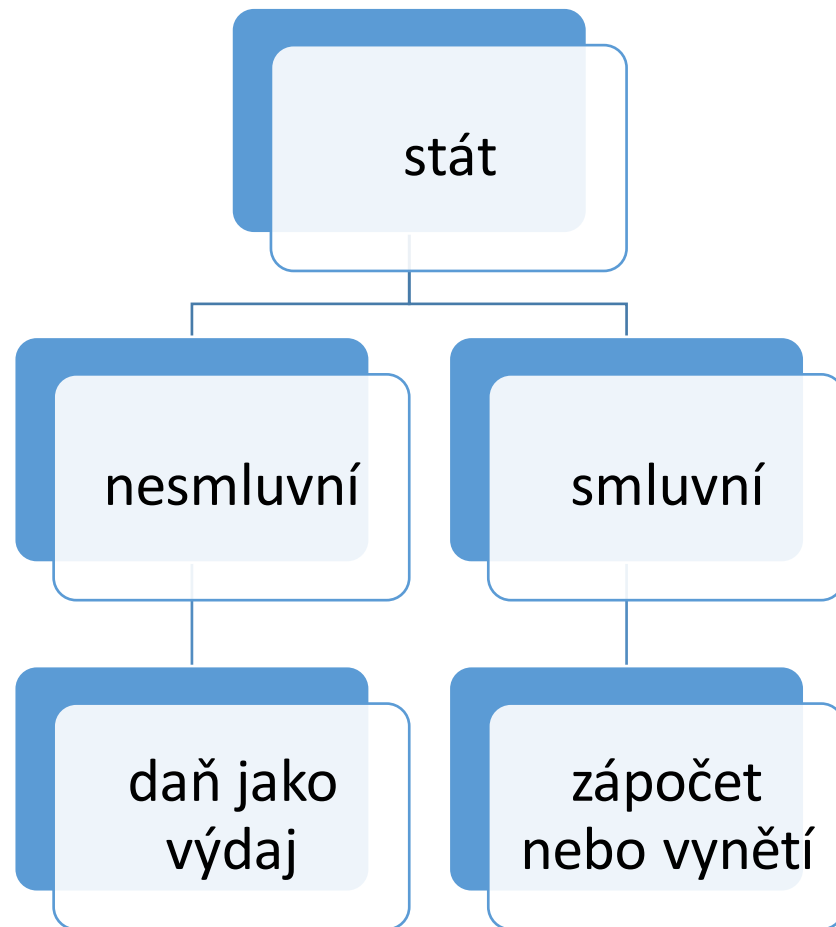 stát
nesmluvní
smluvní
daň jako
výdaj
zápočet
nebo vynětí